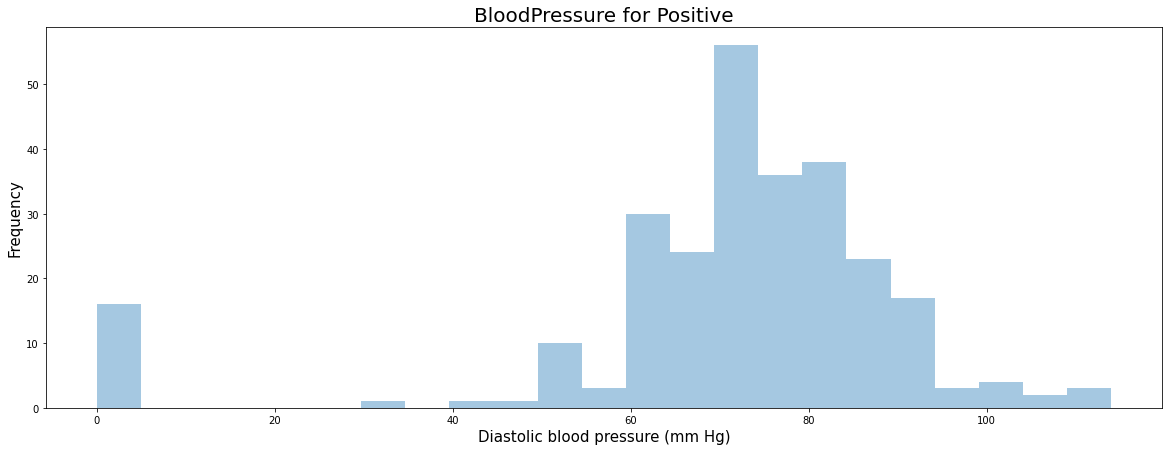 BloodPressure for Positive
50
40
30
20
10
0
Frequency
0 20 40 60 80 100
Diastolic blood pressure (mm Hg)